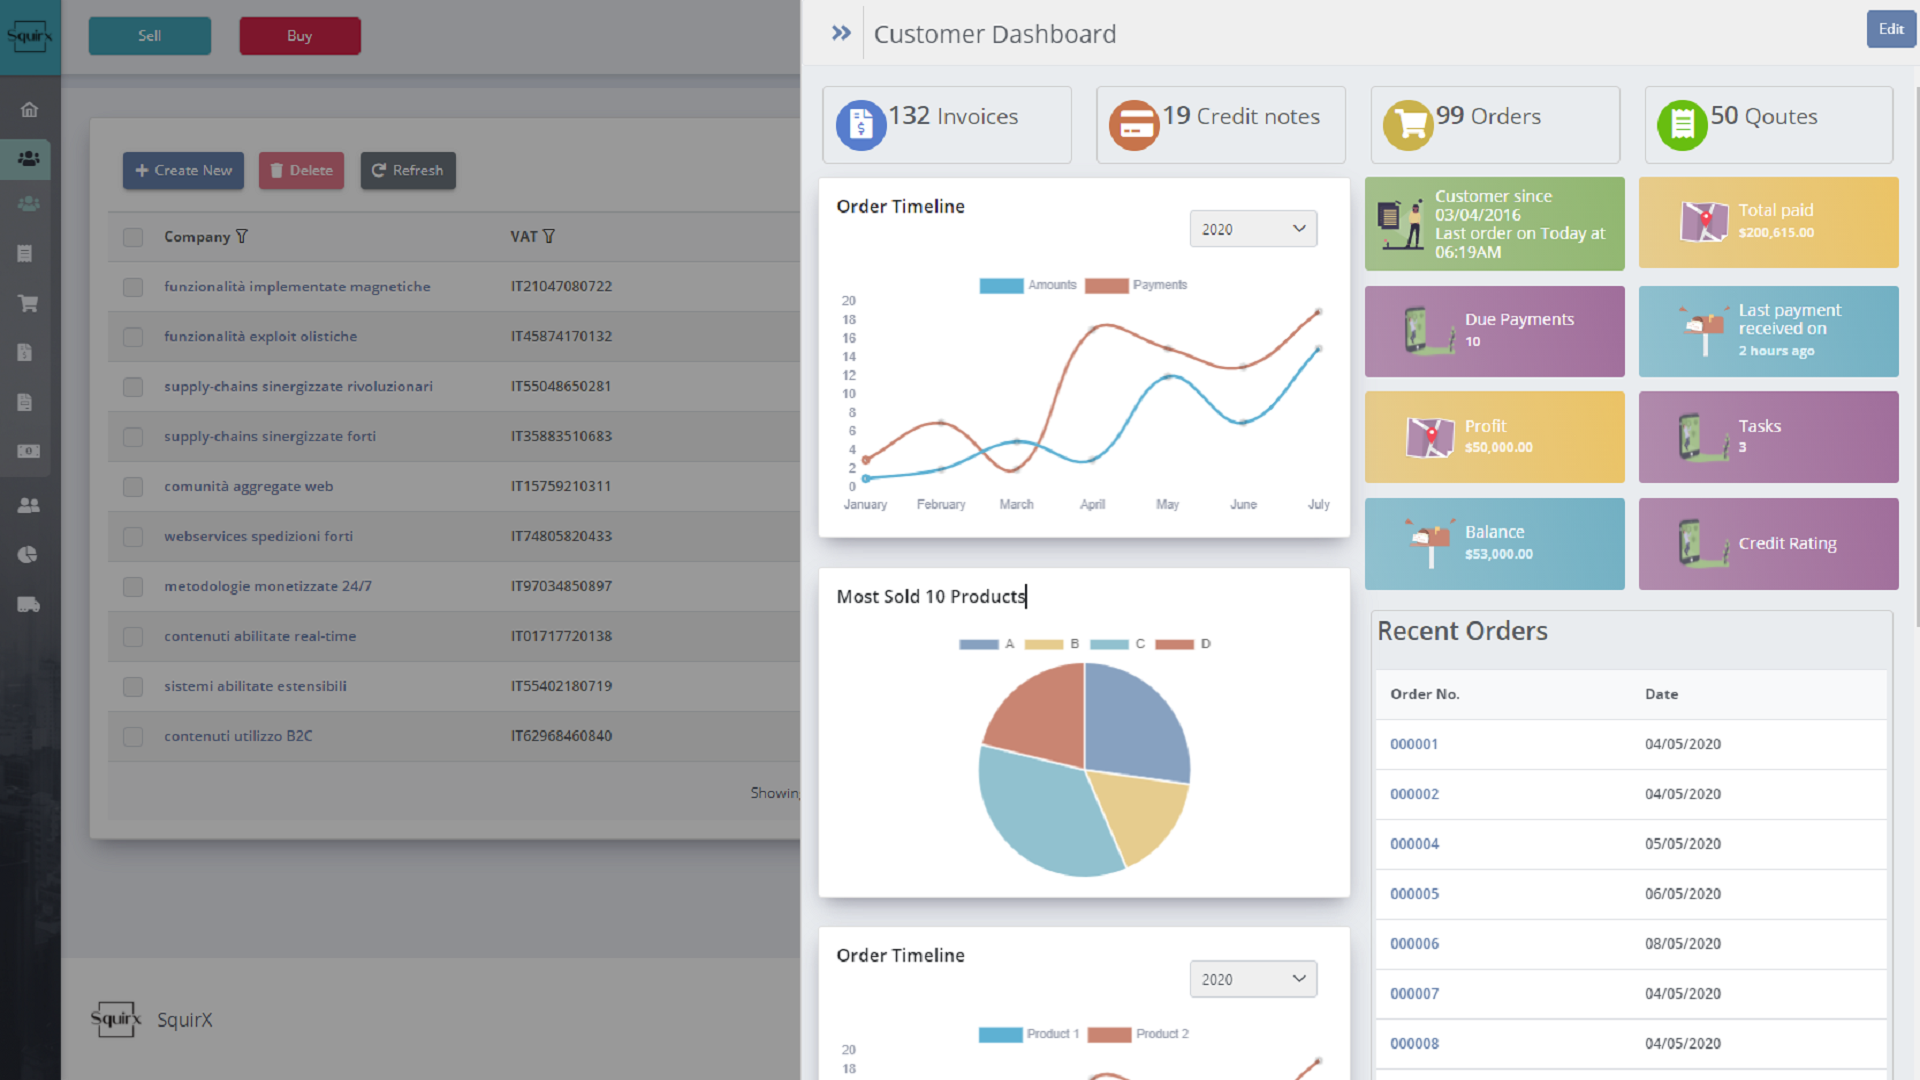 Squirx
Sell
Buy
Create New
Delete
Refresh
Company
VAT
funzionalità implementate magnetiche
IT21047080722
funzionalità exploit olistiche
IT45874170132
supply-chains sinergizzate rivoluzionari
IT55048650281
supply-chains sinergizzate forti
IT35883510683
comunità aggregate web
IT15759210311
webservices spedizioni forti
IT74805820433
metodologie monetizzate 24/7
IT97034850897
contenuti abilitate real-time
IT01717720138
sistemi abilitate estensibili
IT55402180719
contenuti utilizzo B2C
IT62968460840
Showing
Squirx
SquirX
Customer Dashboard
Edit
132 Invoices
19 Credit notes
99 Orders
50 Qoutes
Order Timeline
2020
Amounts
Payments
20
18
16
14
12
10
8
6
4
2
0
January
February
March
April
May
June
July
Customer since
03/04/2016
Last order on Today at
06:19AM
Total paid
$200,615.00
Due Payments
10
Last payment
received on
2 hours ago
Profit
$50,000.00
Tasks
3
Balance
$53,000.00
Credit Rating
Most Sold 10 Products
A
B
C
D
Recent Orders
Order No.
Date
000001
04/05/2020
000002
04/05/2020
000004
05/05/2020
000005
06/05/2020
000006
08/05/2020
000007
04/05/2020
000008
04/05/2020
Order Timeline
2020
Product 1
Product 2
20
18